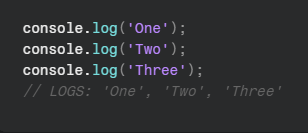 console.log('One');
console.log('Two');
console.log('Three');
// LOGS: 'One', 'Two', 'Three'